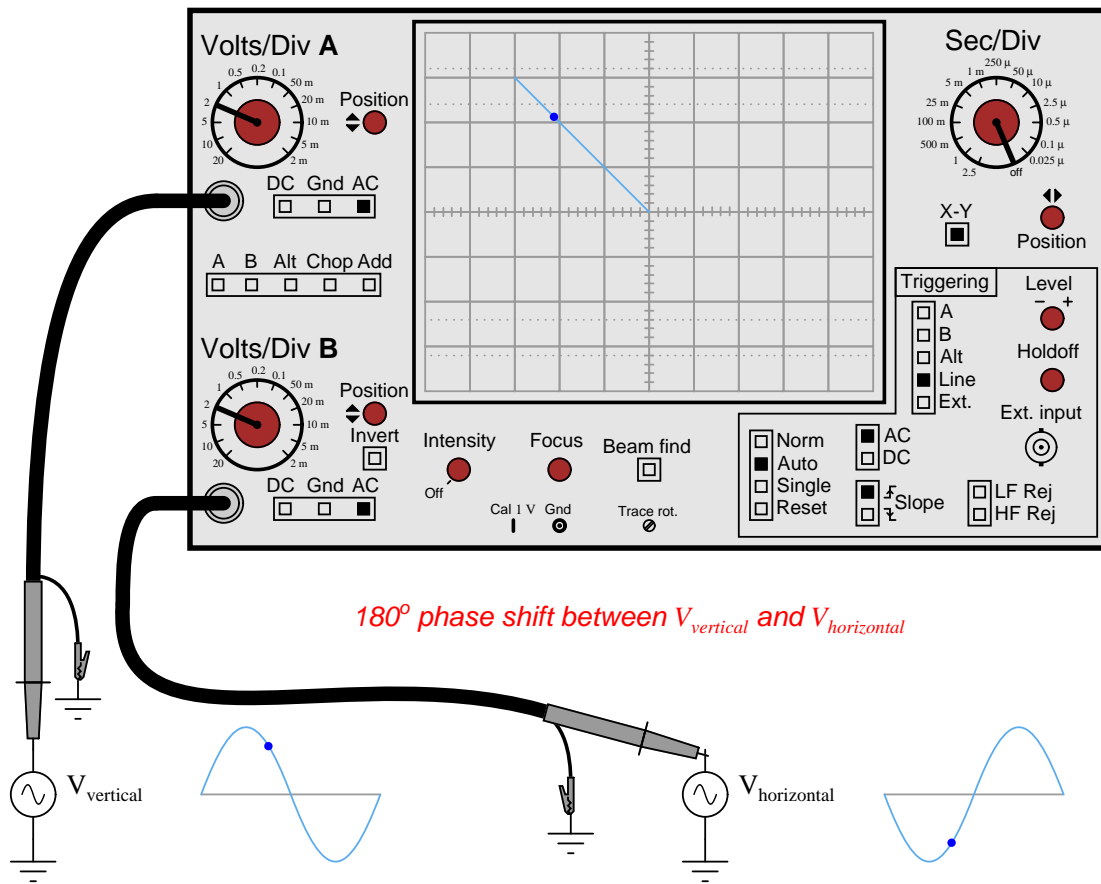 Volts/Div A
20 10 5 2 1 0.5 0.2 0.1 50 m 20 m 10 m 5 m 2 m
Position
DC Gnd AC
A B Alt Chop Add
Volts/Div B
20 10 5 2 1 0.5 0.2 0.1 50 m 20 m 10 m 5 m 2 m
Position
Invert
DC Gnd AC
Intensity
Off
Focus
Beam find
Cal 1 V Gnd
Trace rot.
Sec/Div
2.5 1 500 m 100 m 25 m 5 m 1 m 250 µ 50 µ 10 µ 2.5 µ 0.5 µ 0.1 µ 0.025 µ off
X-Y
Position
Triggering
A
B
Alt
Line
Ext.
Level
− +
Holdoff
Ext. input
Norm
Auto
Single
Reset
AC
DC
Slope
LF Rej
HF Rej
180° phase shift between Vvertical and Vhorizontal
Vvertical
Vhorizontal